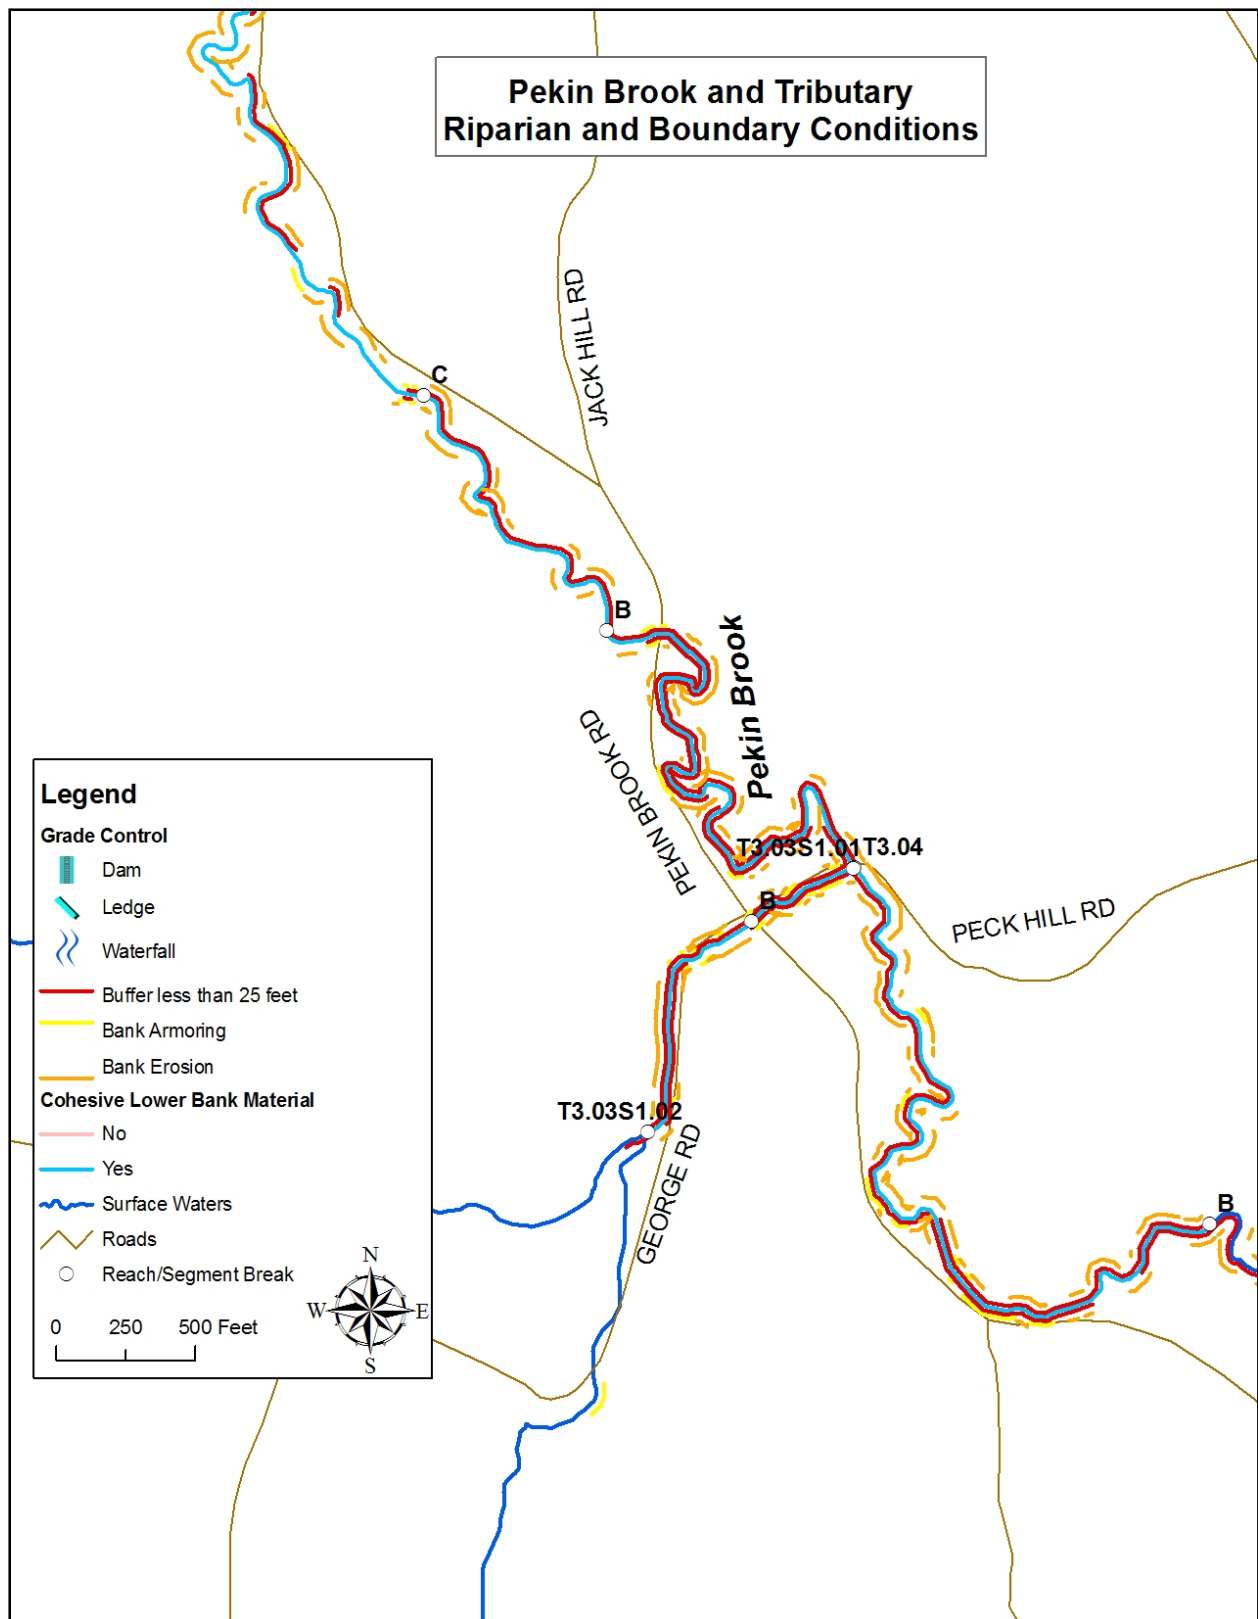 Pekin Brook and Tributary
Riparian and Boundary Conditions
JACK HILL RD
C
B
Pekin Brook
PEKIN BROOK RD
T3.03S1.01
T3.04
B
PECK HILL RD
T3.03S1.02
GEORGE RD
B
Legend
Grade Control
Dam
Ledge
Waterfall
Buffer less than 25 feet
Bank Armoring
Bank Erosion
Cohesive Lower Bank Material
No
Yes
Surface Waters
Roads
Reach/Segment Break
0 250 500 Feet
N
W E
S